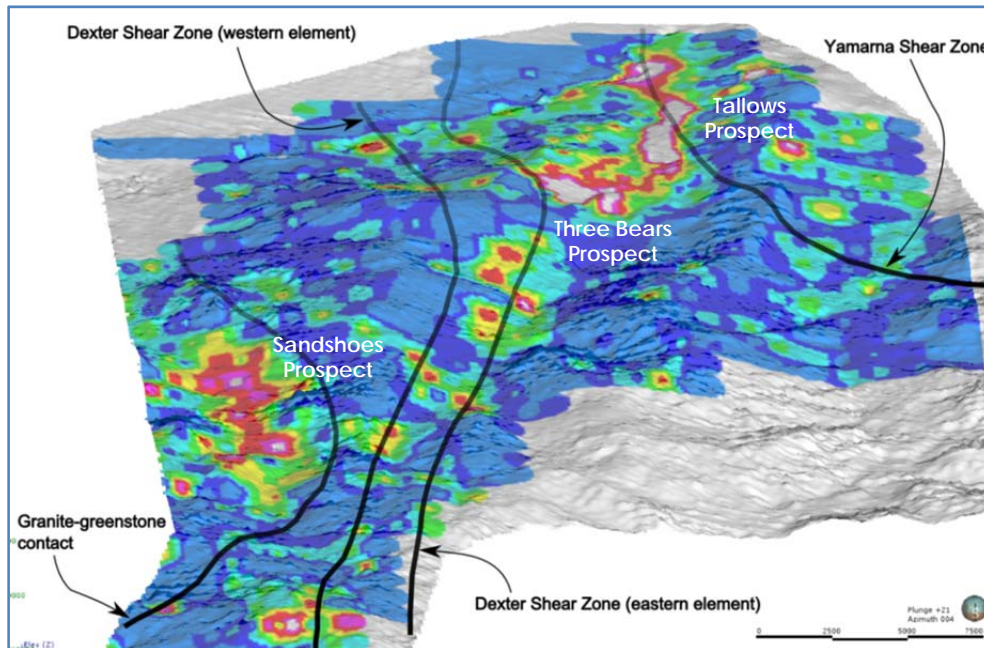 Dexter Shear Zone (western element)
Yamarna Shear Zone
Tallows
Prospect
Three Bears
Prospect
Sandshoes
Prospect
Granite-greenstone
contact
Dexter Shear Zone (eastern element)
Plunge +21
Azimuth 004
0 2500 5000 7500